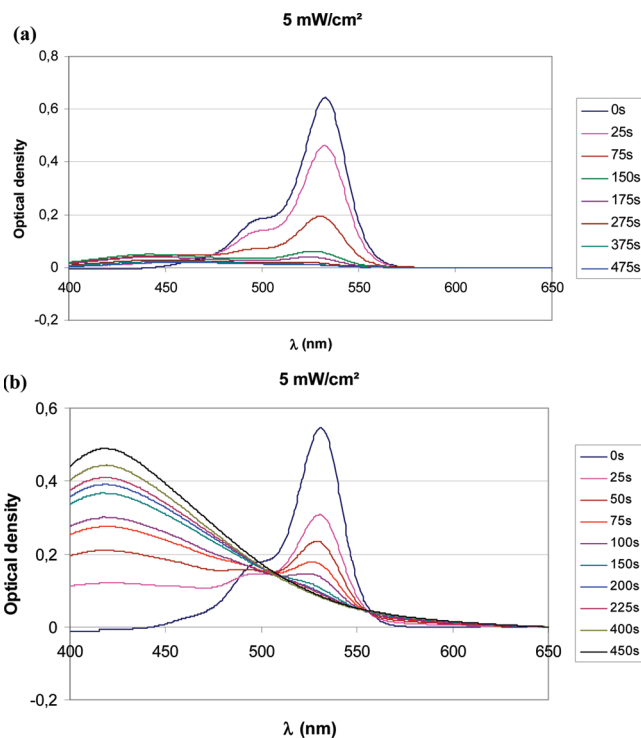 (a)
5 mW/cm²
0,8
0,6
0,4
0,2
0
-0,2
Optical density
400
450
500
550
600
650
λ (nm)
0s
25s
75s
150s
175s
275s
375s
475s
(b)
5 mW/cm²
0,6
0,4
0,2
0
-0,2
Optical density
400
450
500
550
600
650
λ (nm)
0s
25s
50s
75s
100s
150s
200s
225s
400s
450s